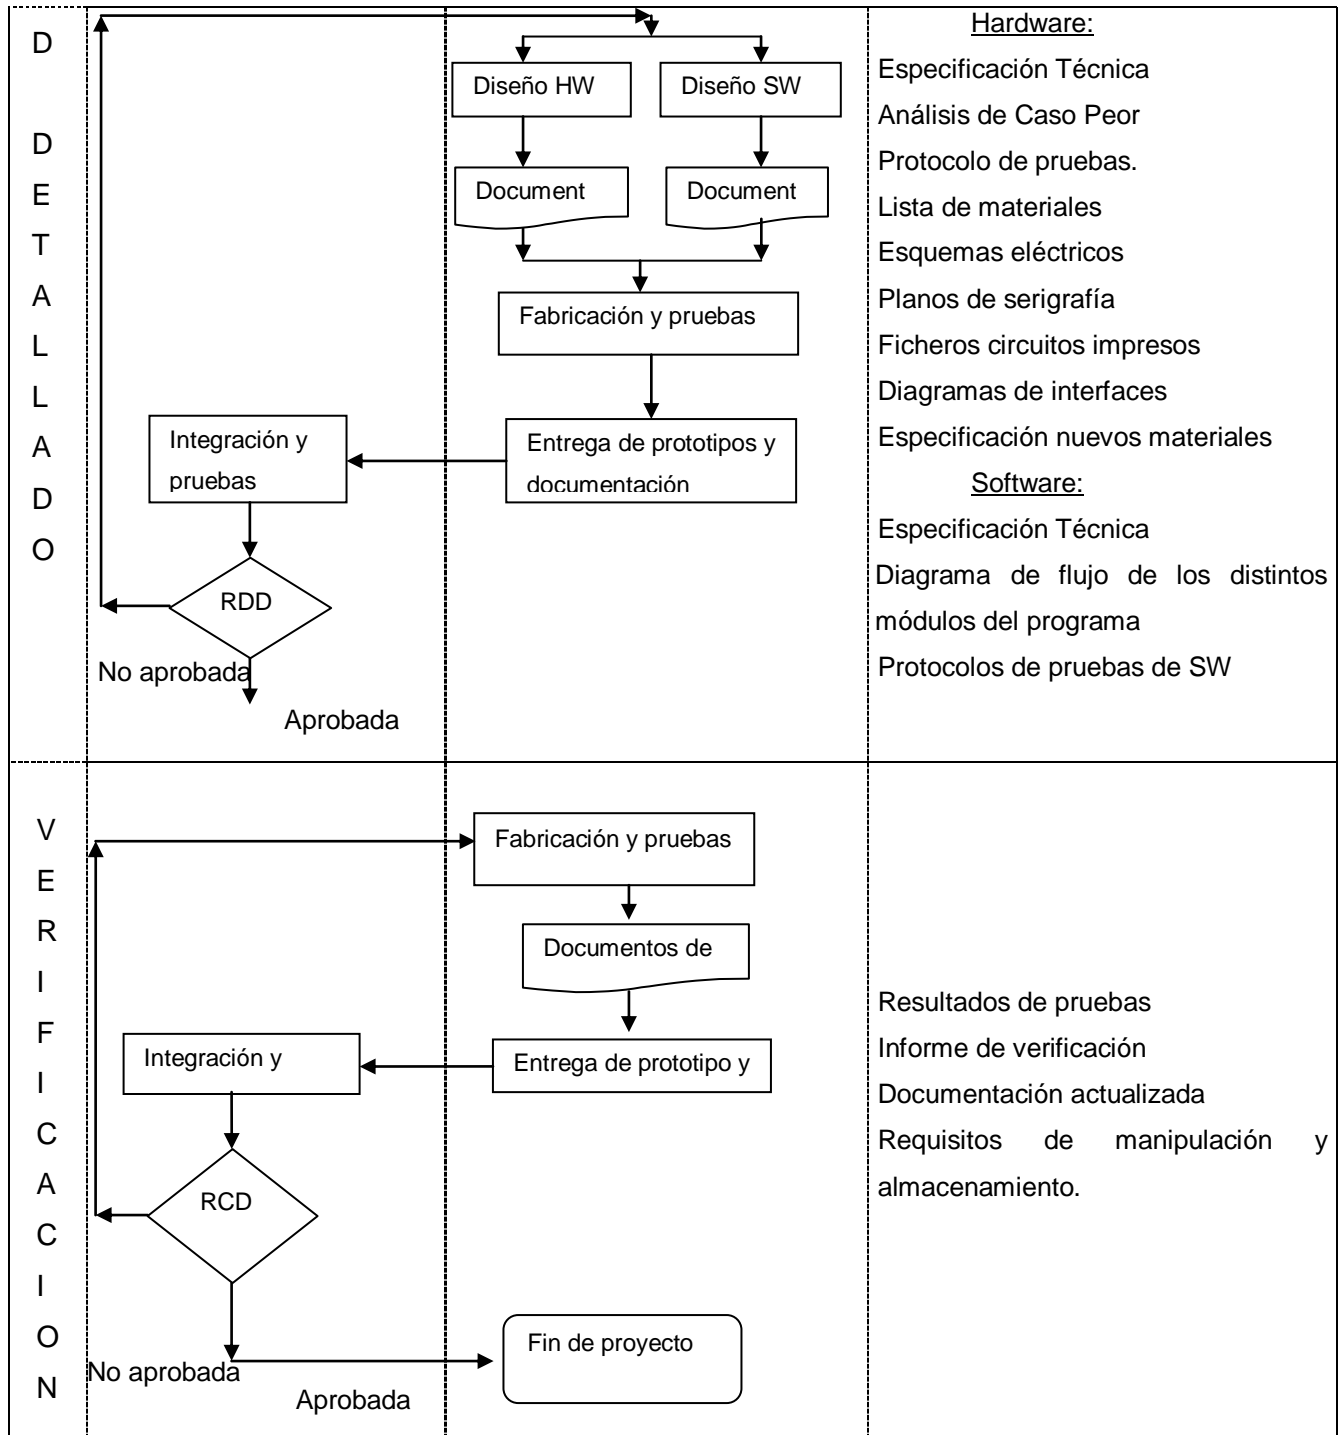 D
DETALLADO
Diseño HW
Diseño SW
Document
Document
Fabricación y pruebas
Entrega de prototipos y
documentación
Integración y
pruebas
RDD
No aprobada
Aprobada
Hardware:
Especificación Técnica
Análisis de Caso Peor
Protocolo de pruebas.
Lista de materiales
Esquemas eléctricos
Planos de serigrafía
Ficheros circuitos impresos
Diagramas de interfaces
Especificación nuevos materiales
Software:
Especificación Técnica
Diagrama de flujo de los distintos
módulos del programa
Protocolos de pruebas de SW
VERIFICACION
Fabricación y pruebas
Documentos de
Entrega de prototipo y
Integración y
RCD
No aprobada
Aprobada
Fin de proyecto
Resultados de pruebas
Informe de verificación
Documentación actualizada
Requisitos de manipulación y
almacenamiento.